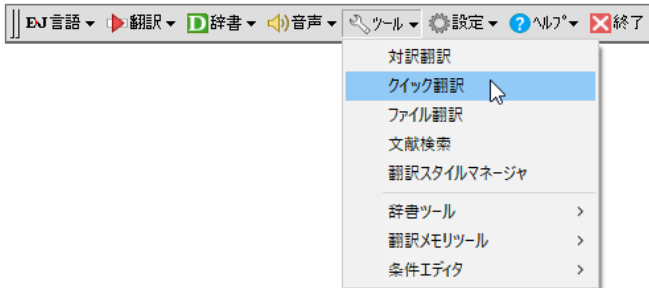 EJ 言語 翻訳 D 辞書 音声 ツール 設定 ? ヘルプ 終了
対訳翻訳
クイック翻訳
ファイル翻訳
文献検索
翻訳スタイルマネージャ
辞書ツール
翻訳メモリツール
条件エディタ